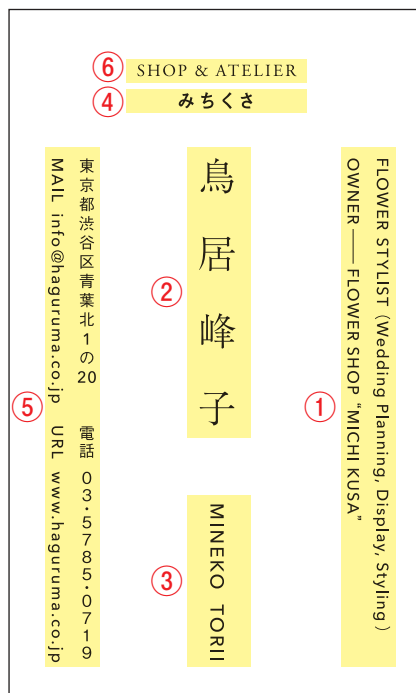 ⑥ SHOP & ATELIER
④ みちくさ
① FLOWER STYLIST (Wedding Planning, Display, Styling)
OWNER —— FLOWER SHOP “MICHI KUSA”
② 鳥居峰子
③ MINEKO TORII
⑤ 東京都渋谷区青葉北1の20 電話 03・5785・0719
MAIL info@haguruma.co.jp URL www.haguruma.co.jp